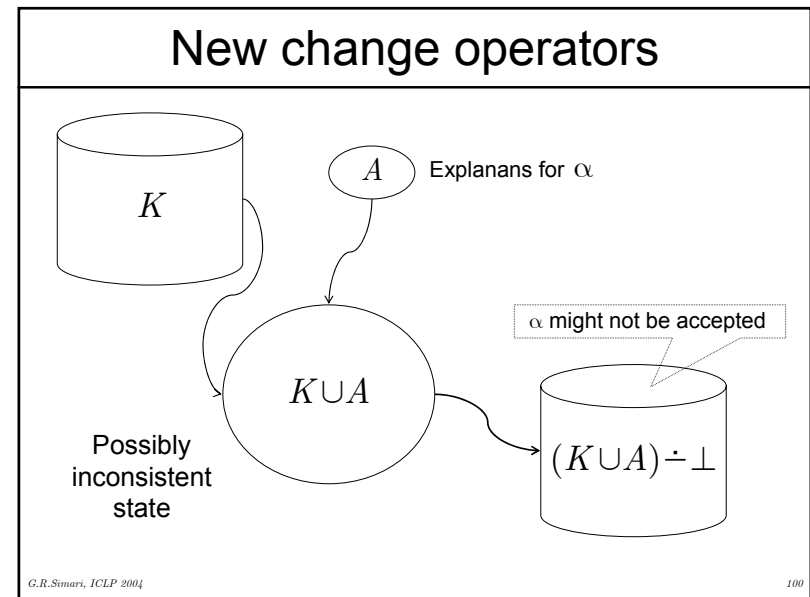 New change operators
K
A
Explanans for α
α might not be accepted
K∪A
Possibly
inconsistent
state
(K∪A)∸⊥
G.R.Simari, ICLP 2004
100